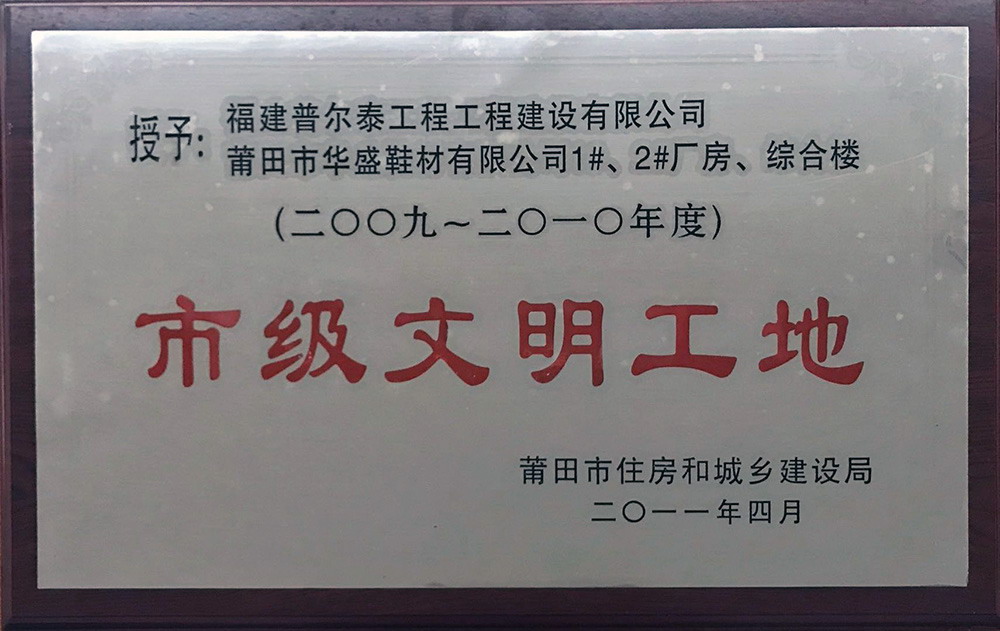 授予:
福建普尔泰工程工程建设有限公司
莆田市华盛鞋材有限公司1#、2#厂房、综合楼
(二〇〇九～二〇一〇年度)
市级文明工地
莆田市住房和城乡建设局
二〇一一年四月